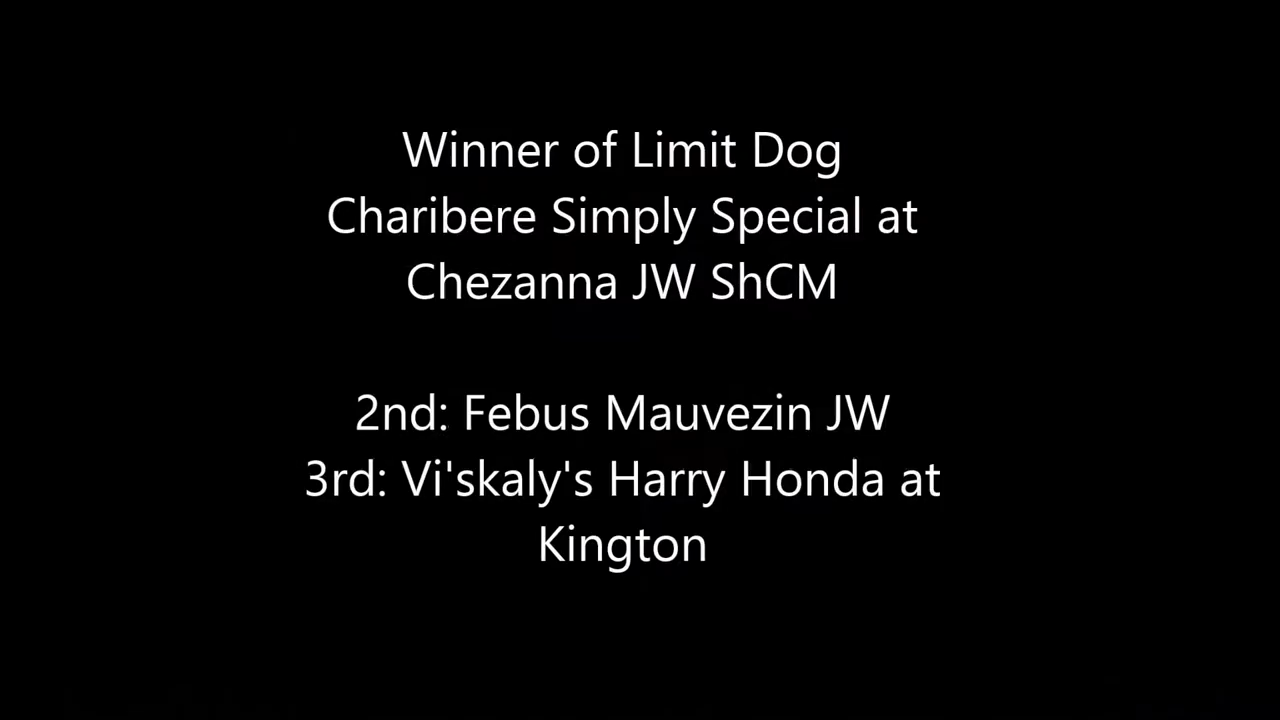 Winner of Limit Dog
Charibere Simply Special at
Chezanna JW ShCM
2nd: Febus Mauvezin JW
3rd: Vi'skaly's Harry Honda at
Kington